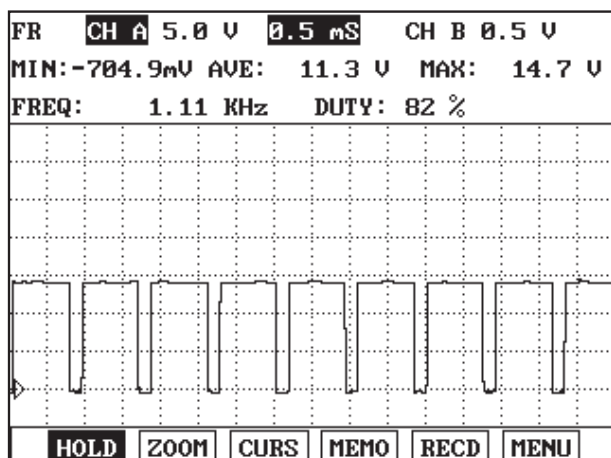 FR CH A 5.0 V 0.5 mS CH B 0.5 V
MIN:-704.9mV AVE: 11.3 V MAX: 14.7 V
FREQ: 1.11 KHz DUTY: 82 %
HOLD ZOOM CURS MEMO RECD MENU